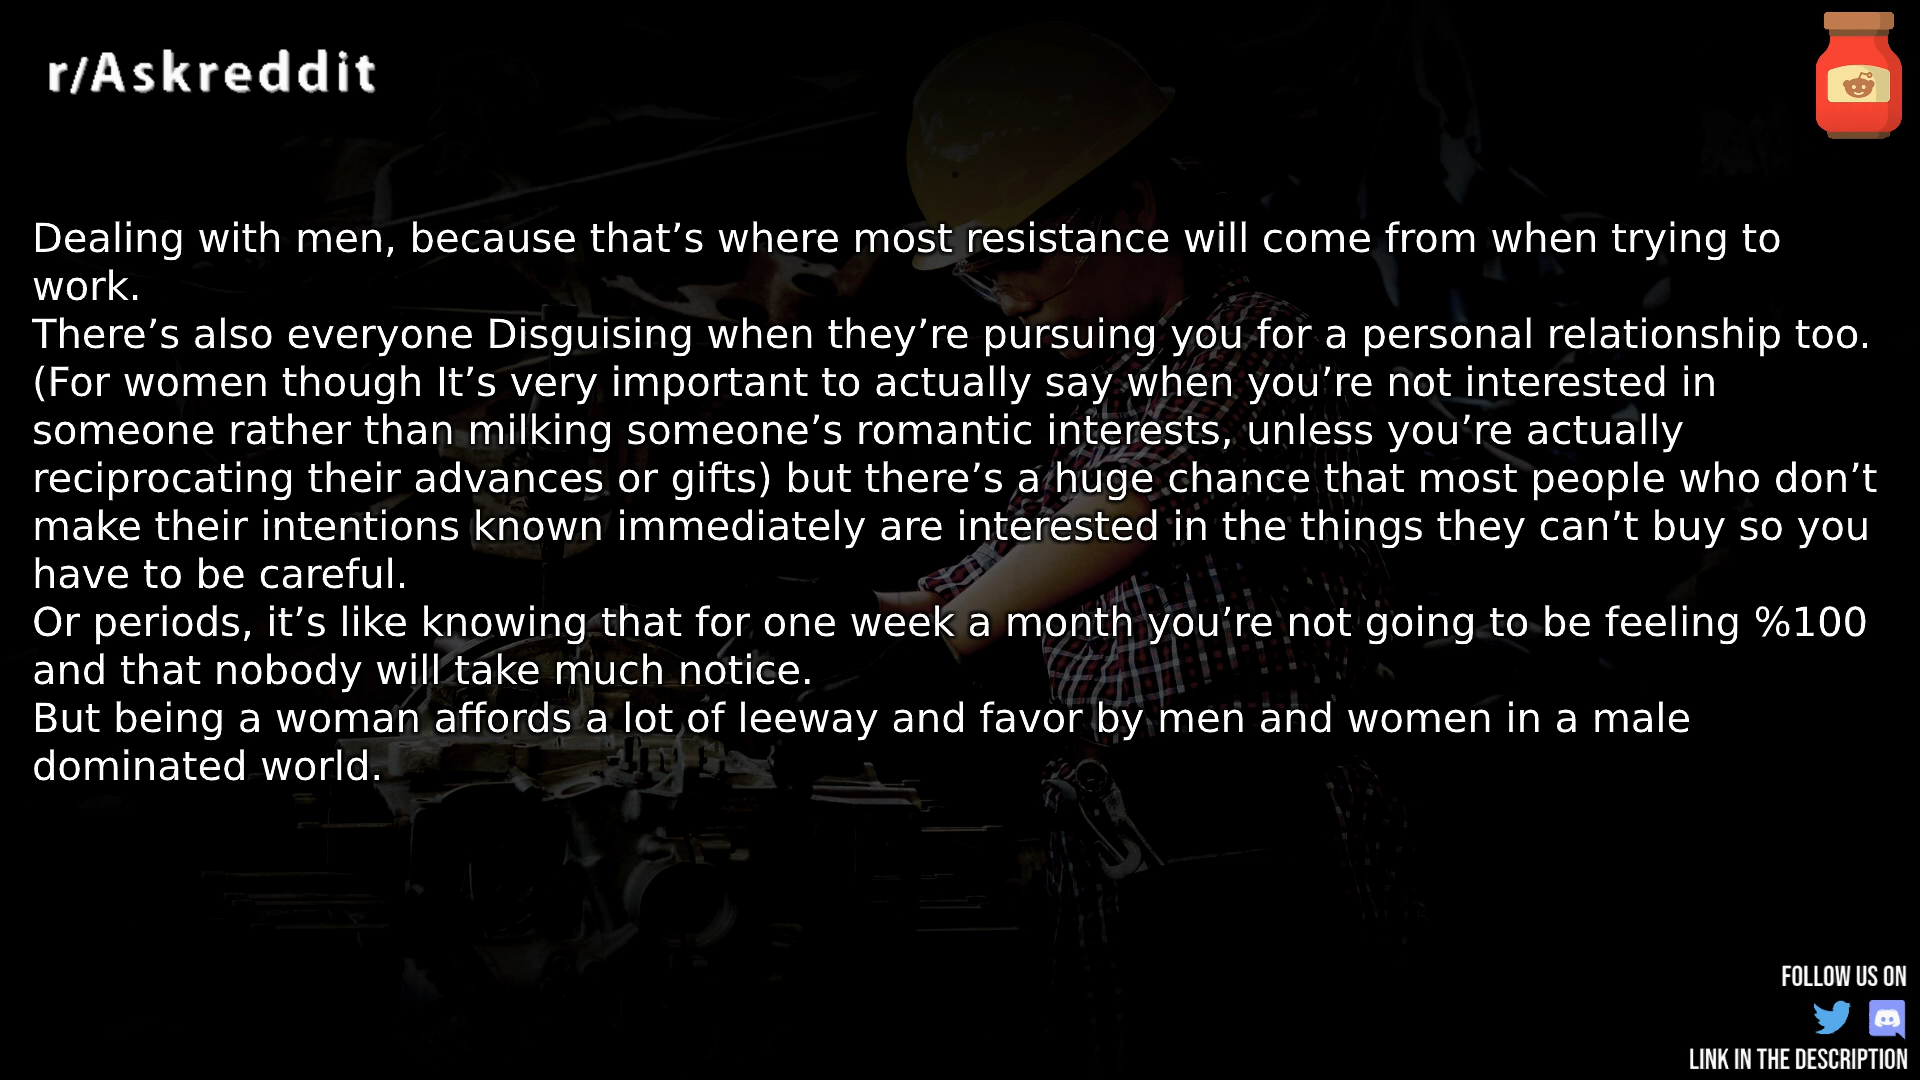 r/Askreddit
Dealing with men, because that’s where most resistance will come from when trying to
work.
There’s also everyone Disguising when they’re pursuing you for a personal relationship too.
(For women though It’s very important to actually say when you’re not interested in
someone rather than milking someone’s romantic interests, unless you’re actually
reciprocating their advances or gifts) but there’s a huge chance that most people who don’t
make their intentions known immediately are interested in the things they can’t buy so you
have to be careful.
Or periods, it’s like knowing that for one week a month you’re not going to be feeling %100
and that nobody will take much notice.
But being a woman affords a lot of leeway and favor by men and women in a male
dominated world.
FOLLOW US ON
LINK IN THE DESCRIPTION